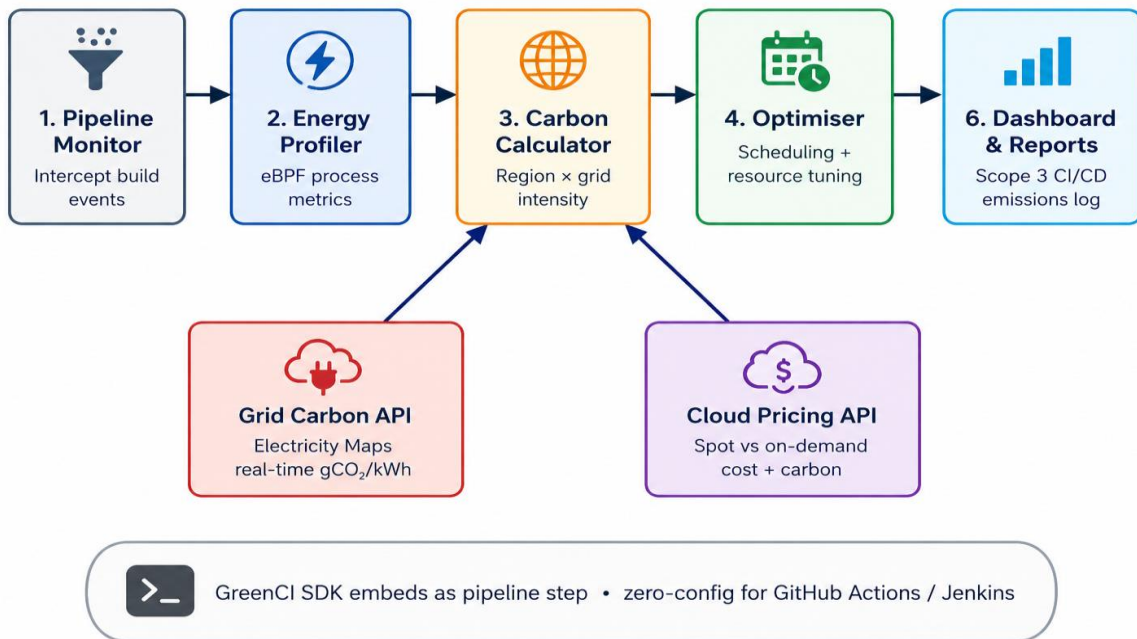 1. Pipeline
Monitor
Intercept build
events
2. Energy
Profiler
eBPF process
metrics
3. Carbon
Calculator
Region × grid
intensity
4. Optimiser
Scheduling +
resource tuning
6. Dashboard
& Reports
Scope 3 CI/CD
emissions log
Grid Carbon API
Electricity Maps
real-time gCO₂/kWh
$
Cloud Pricing API
Spot vs on-demand
cost + carbon
>_
GreenCI SDK embeds as pipeline step • zero-config for GitHub Actions / Jenkins